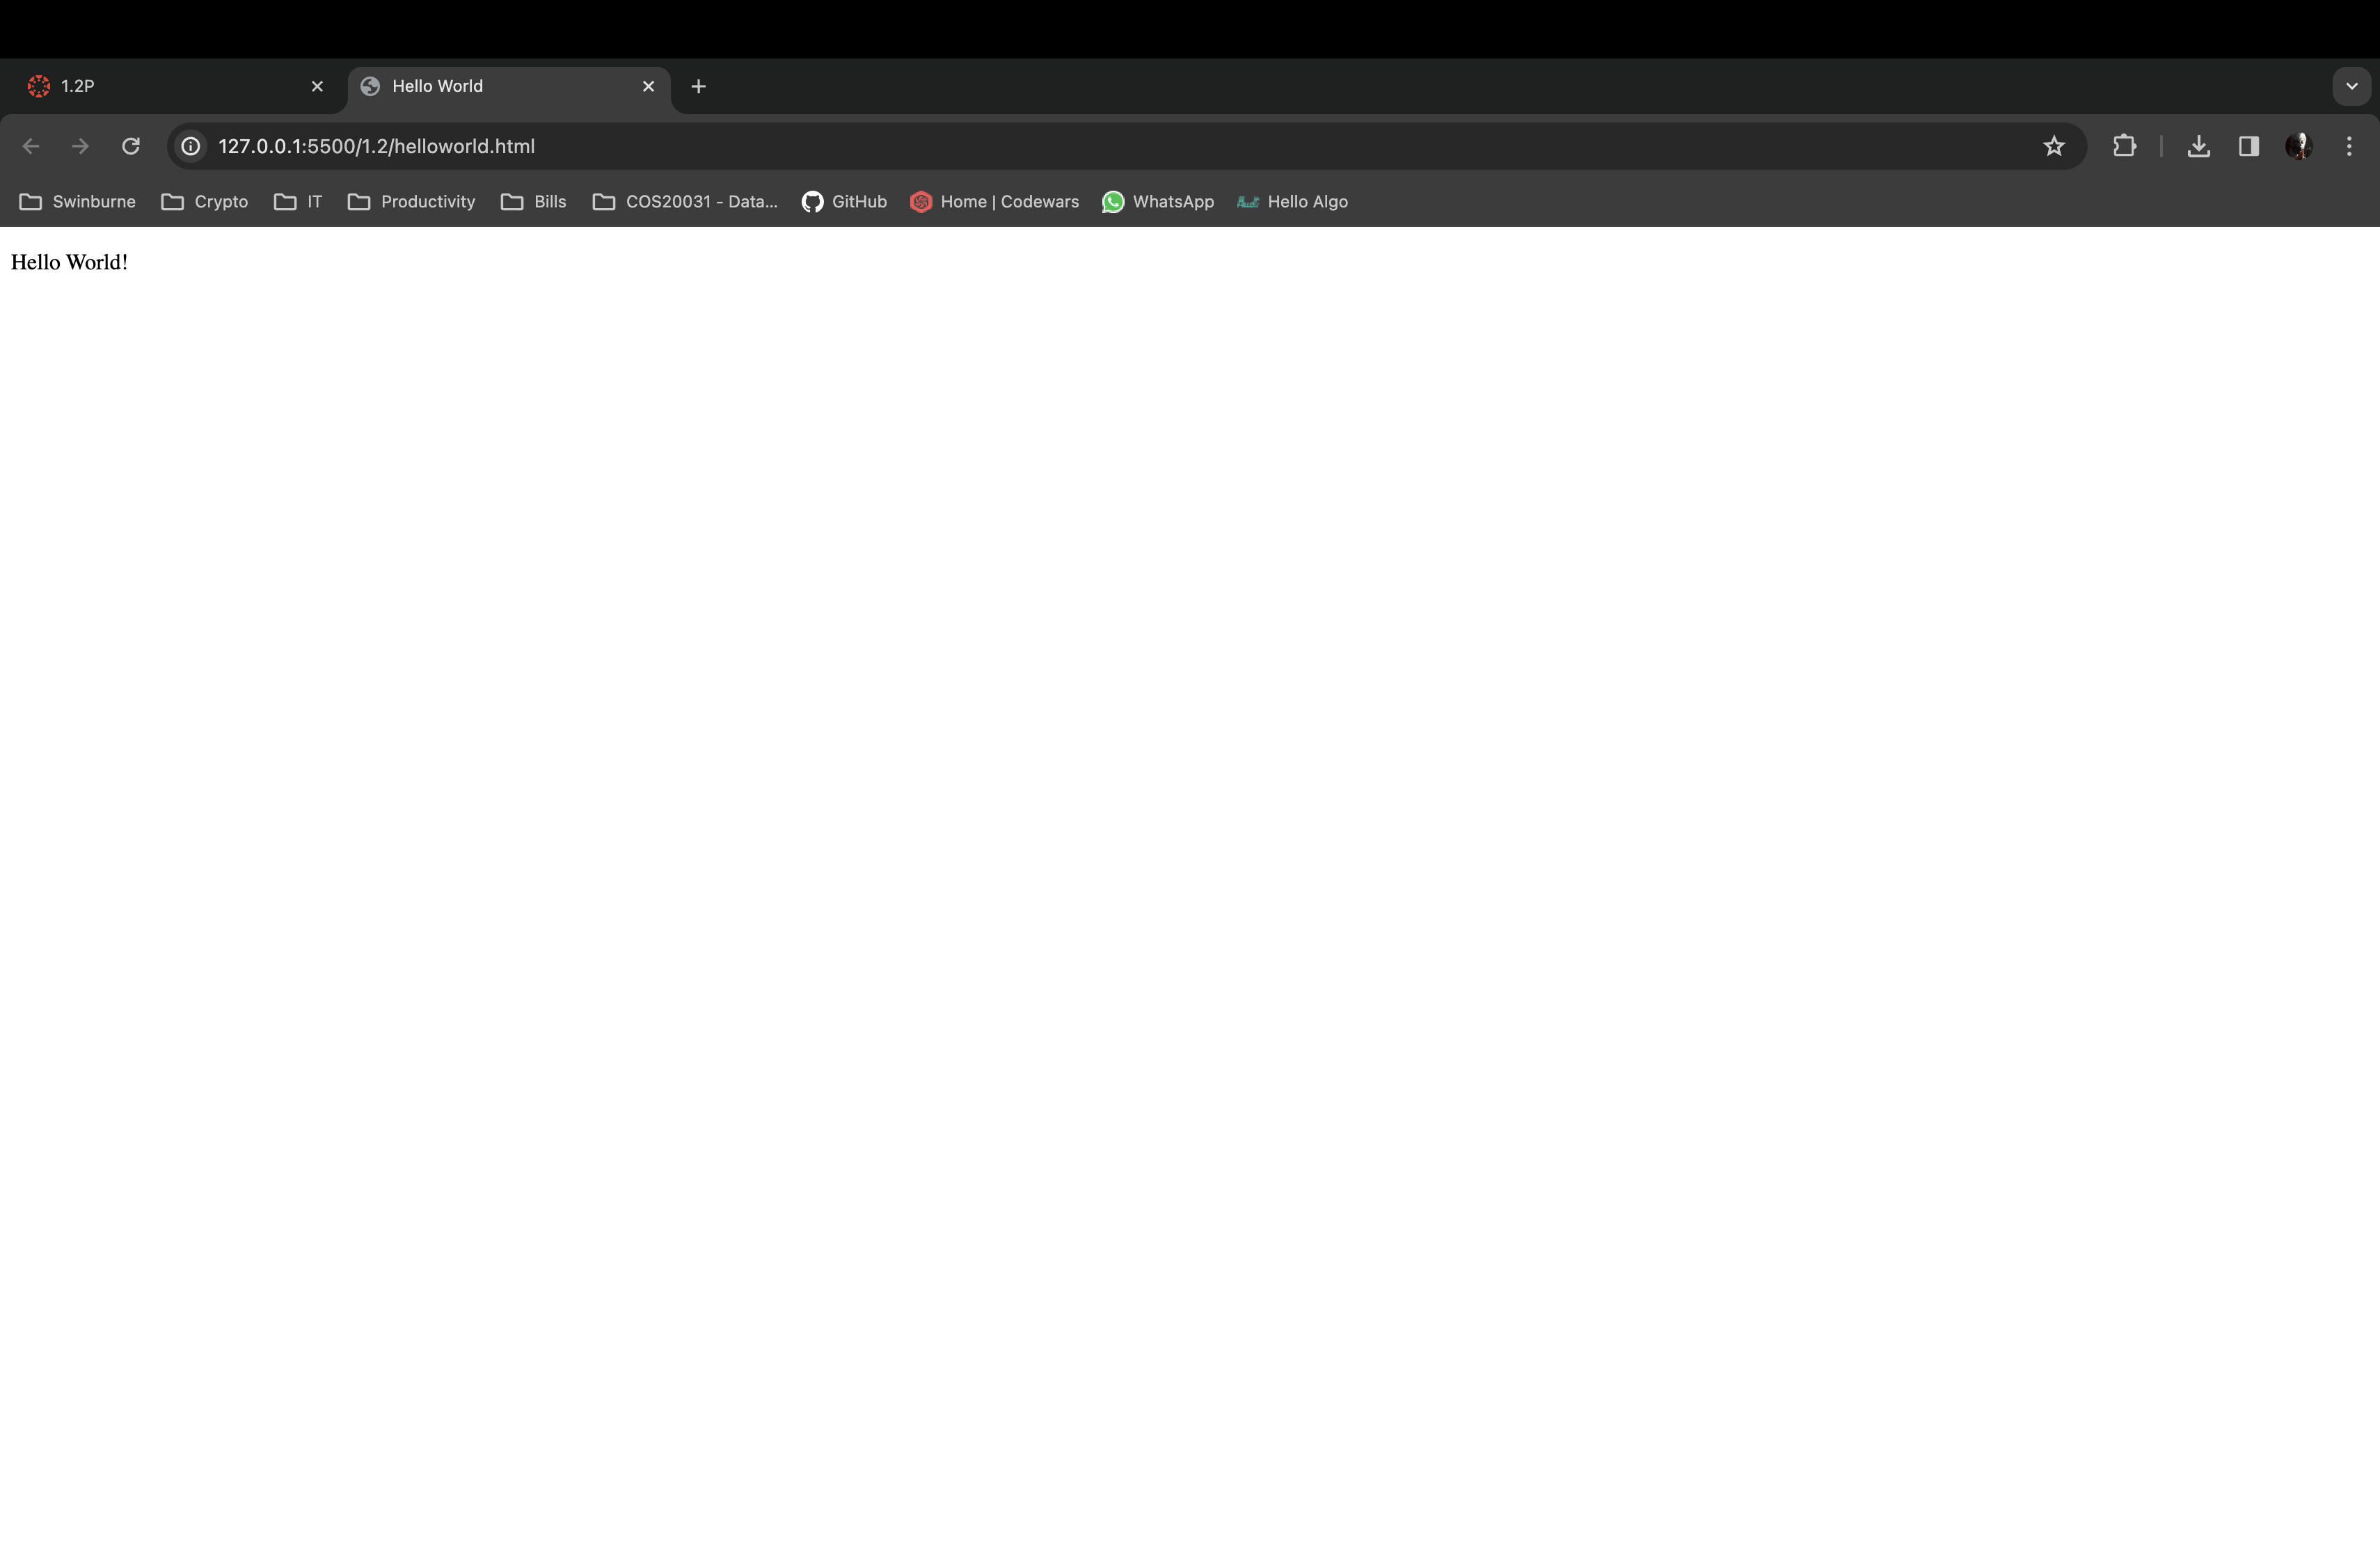 1.2P
Hello World
127.0.0.1:5500/1.2/helloworld.html
Swinburne Crypto IT Productivity Bills COS20031 - Data... GitHub Home | Codewars WhatsApp Hello Algo
Hello World!